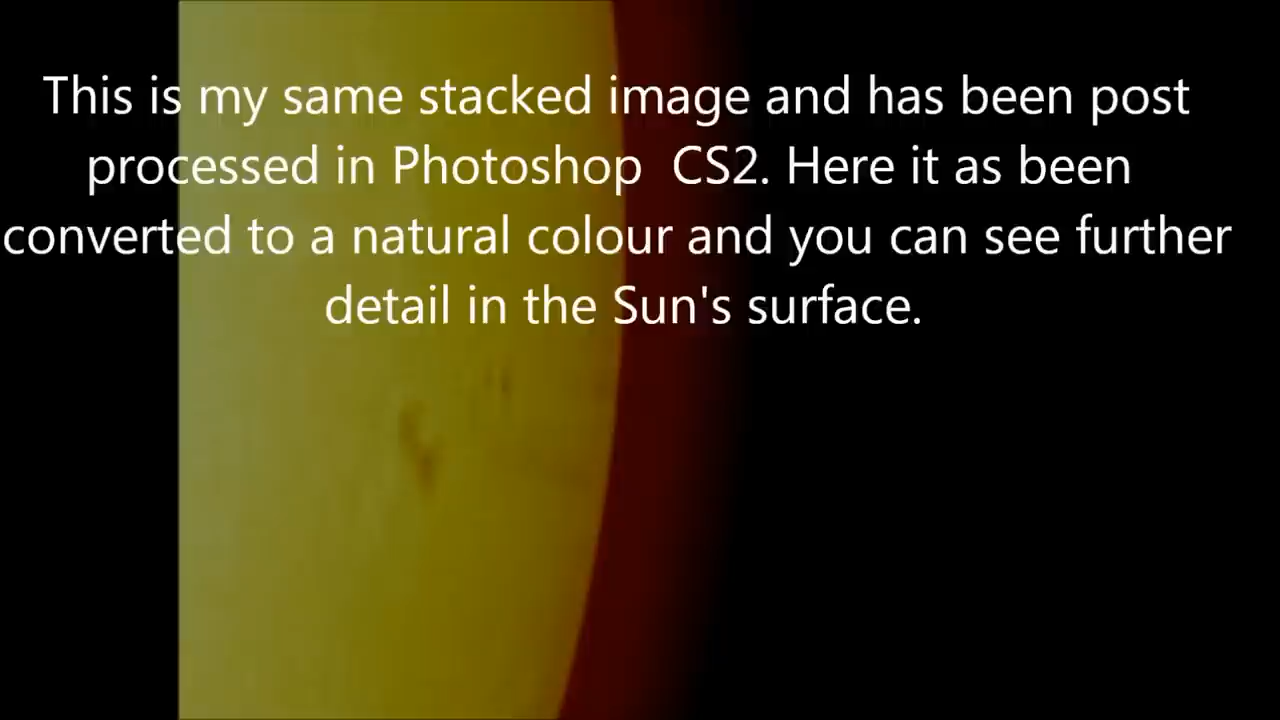 This is my same stacked image and has been post
processed in Photoshop  CS2. Here it as been
converted to a natural colour and you can see further
detail in the Sun's surface.